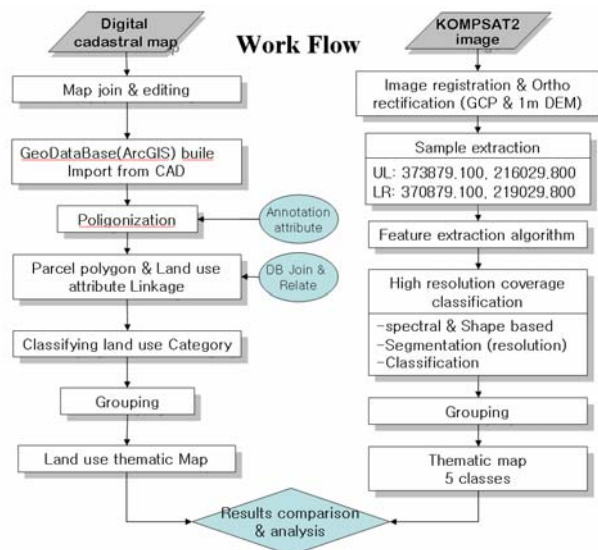 Digital
cadastral map
Work Flow
KOMPSAT2
image
Map join & editing
GeoDataBase(ArcGIS) buile
Import from CAD
Poligonization
Annotation
attribute
Parcel polygon & Land use
attribute Linkage
DB Join &
Relate
Classifying land use Category
Grouping
Land use thematic Map
Image registration & Ortho
rectification (GCP & 1m DEM)
Sample extraction
UL: 373879.100, 216029.800
LR: 370879.100, 219029.800
Feature extraction algorithm
High resolution coverage
classification
-spectral & Shape based
-Segmentation (resolution)
-Classification
Grouping
Thematic map
5 classes
Results comparison
& analysis